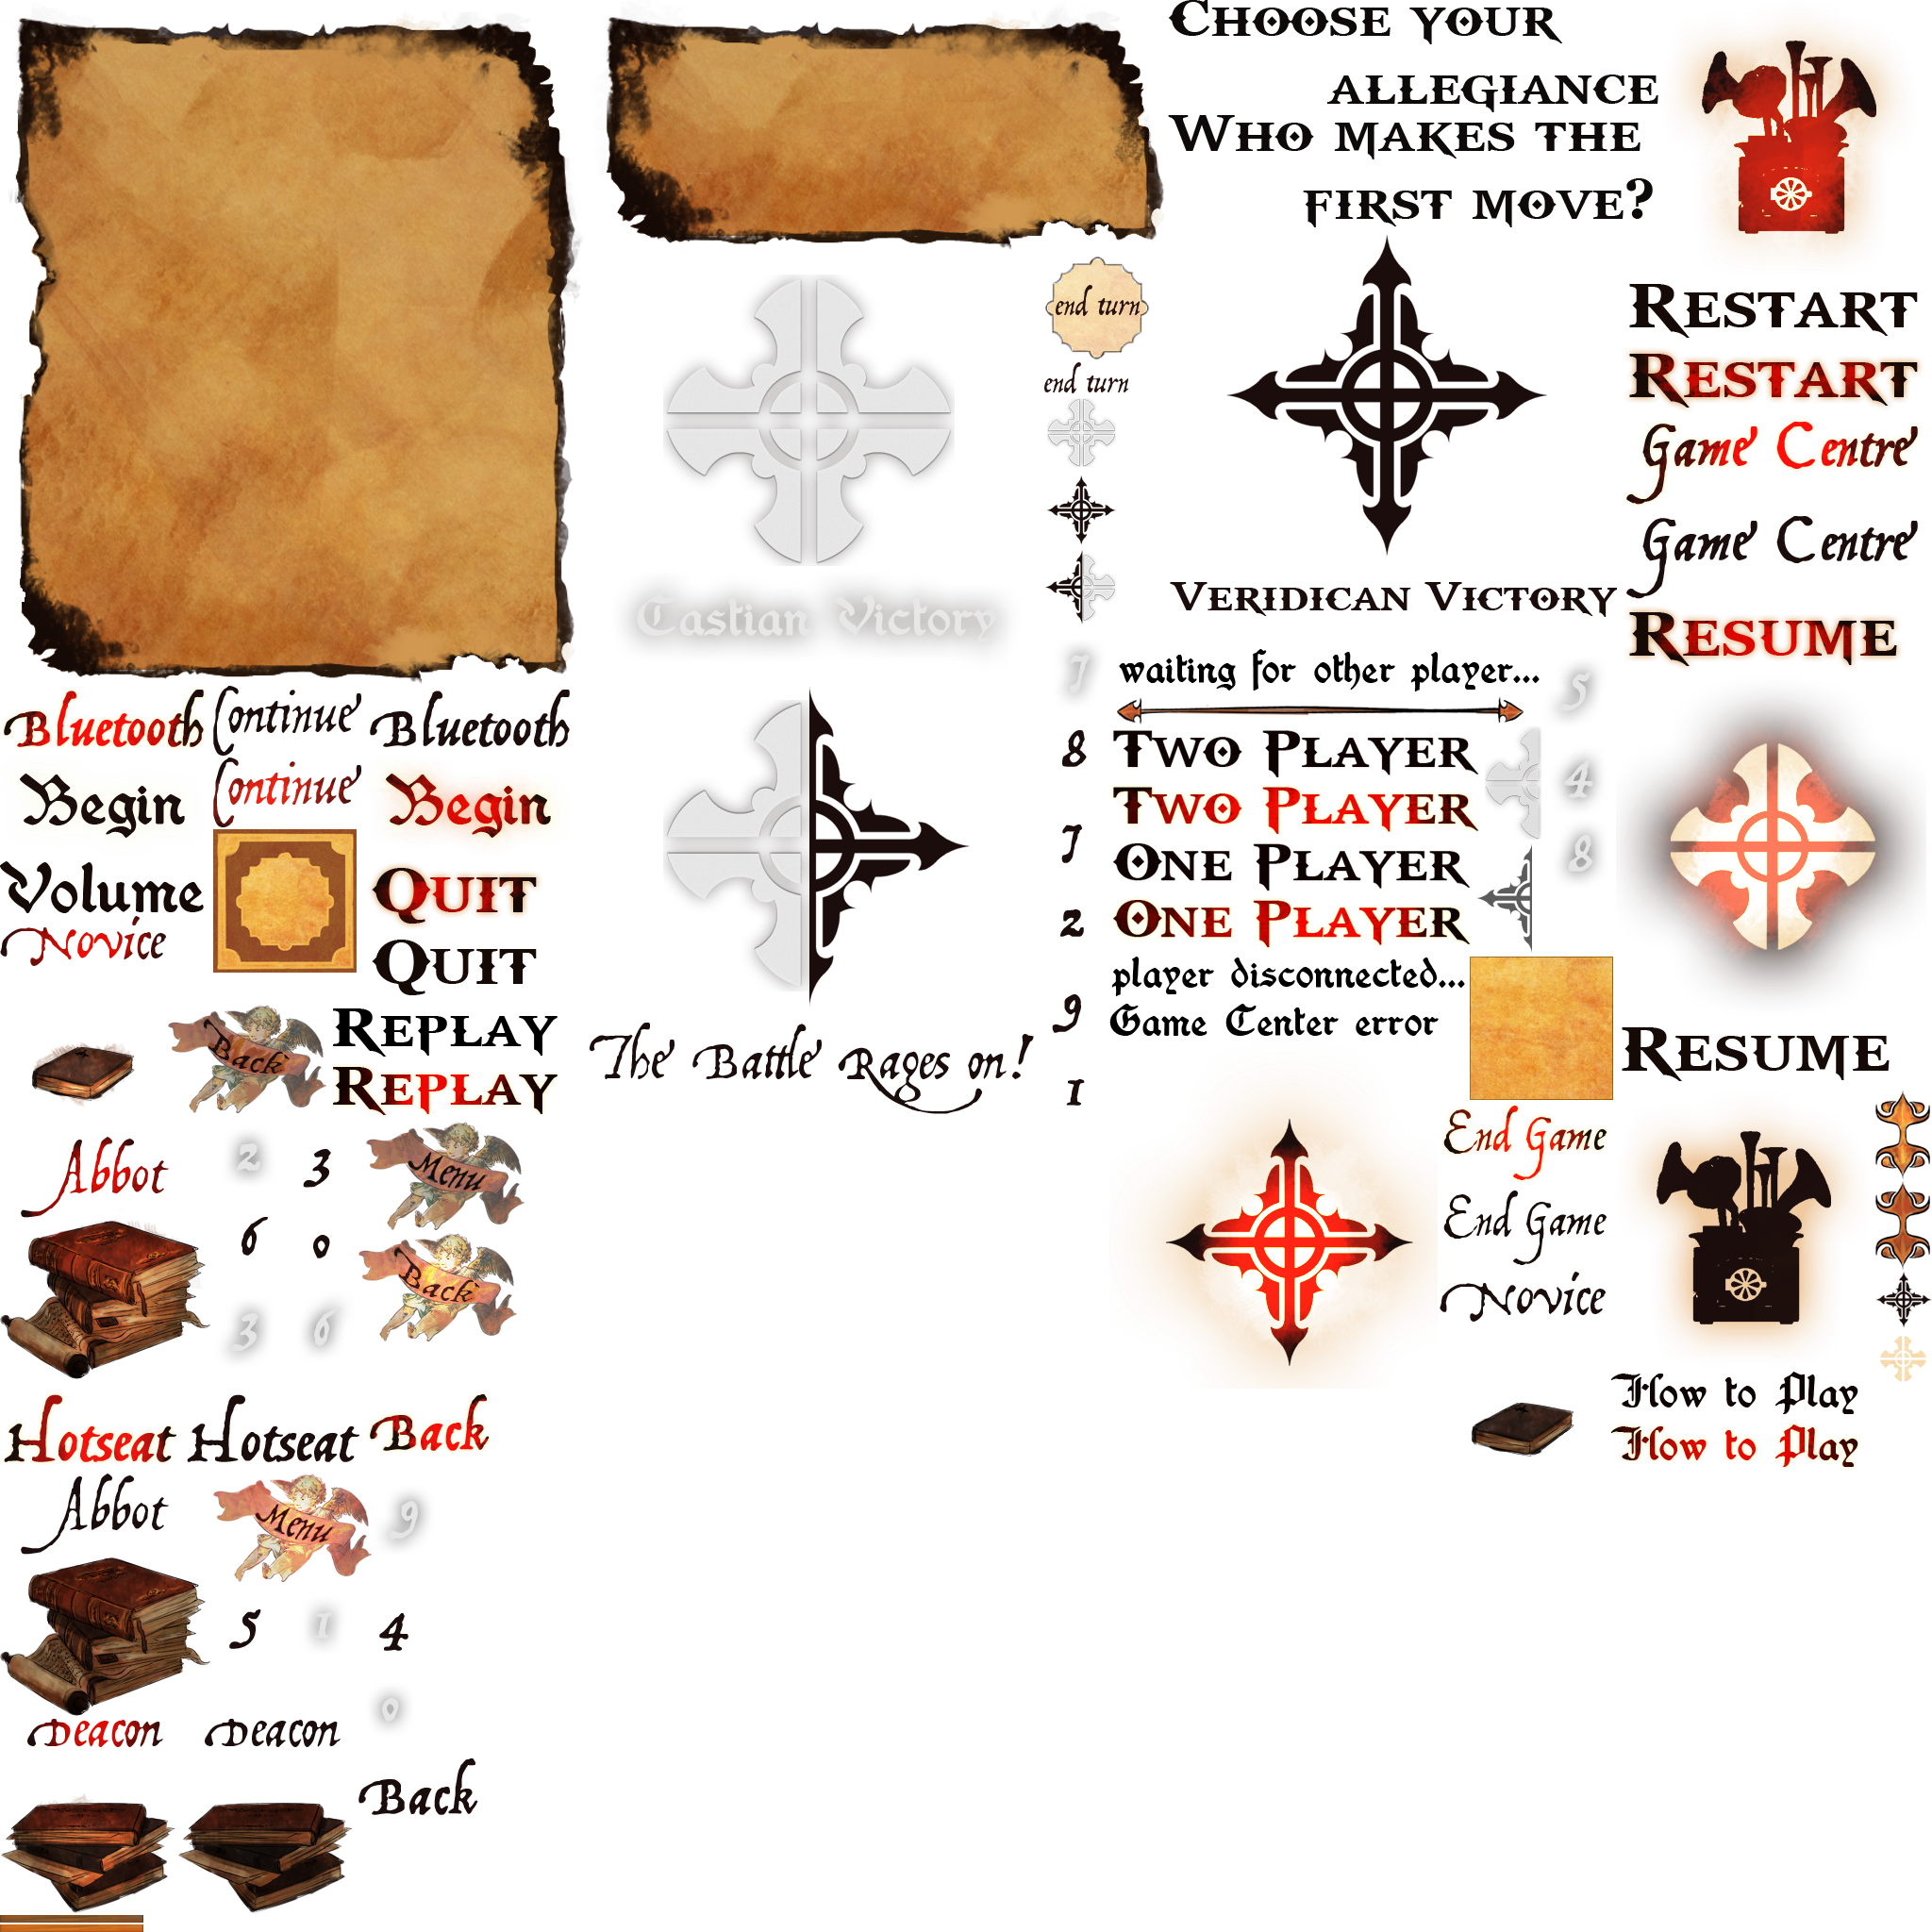 Choose your
allegiance
Who makes the
first move?
end turn
end turn
Restart
Restart
Game Centre
Game Centre
Castian Victory
Veridican Victory
Resume
7
waiting for other player...
5
Bluetooth
Continue
Bluetooth
8
Two Player
4
Begin
Continue
Begin
Two Player
7
One Player
8
Volume
Quit
2
One Player
Novice
Quit
player disconnected...
9
Game Center error
Back
Replay
The Battle Rages on!
Resume
Replay
1
End Game
Abbot
2
3
Menu
6
0
End Game
Back
Novice
3
6
How to Play
Hotseat
Hotseat
Back
How to Play
Abbot
Menu
9
5
1
4
0
Deacon
Deacon
Back